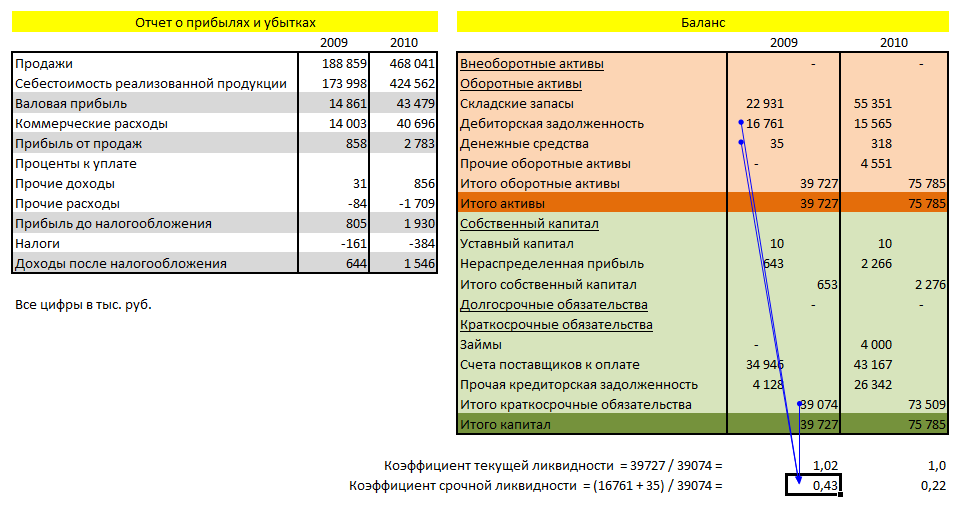 Отчет о прибылях и убытках
2009 2010
Продажи 188 859 468 041
Себестоимость реализованной продукции 173 998 424 562
Валовая прибыль 14 861 43 479
Коммерческие расходы 14 003 40 696
Прибыль от продаж 858 2 783
Проценты к уплате
Прочие доходы 31 856
Прочие расходы -84 -1 709
Прибыль до налогообложения 805 1 930
Налоги -161 -384
Доходы после налогообложения 644 1 546
Все цифры в тыс. руб.
Баланс
2009 2010
Внеоборотные активы - -
Оборотные активы
Складские запасы 22 931 55 351
Дебиторская задолженность 16 761 15 565
Денежные средства 35 318
Прочие оборотные активы - 4 551
Итого оборотные активы 39 727 75 785
Итого активы 39 727 75 785
Собственный капитал
Уставный капитал 10 10
Нераспределенная прибыль 643 2 266
Итого собственный капитал 653 2 276
Долгосрочные обязательства - -
Краткосрочные обязательства
Займы - 4 000
Счета поставщиков к оплате 34 946 43 167
Прочая кредиторская задолженность 4 128 26 342
Итого краткосрочные обязательства 39 074 73 509
Итого капитал 39 727 75 785
Коэффициент текущей ликвидности = 39727 / 39074 = 1,02 1,0
Коэффициент срочной ликвидности = (16761 + 35) / 39074 = 0,43 0,22